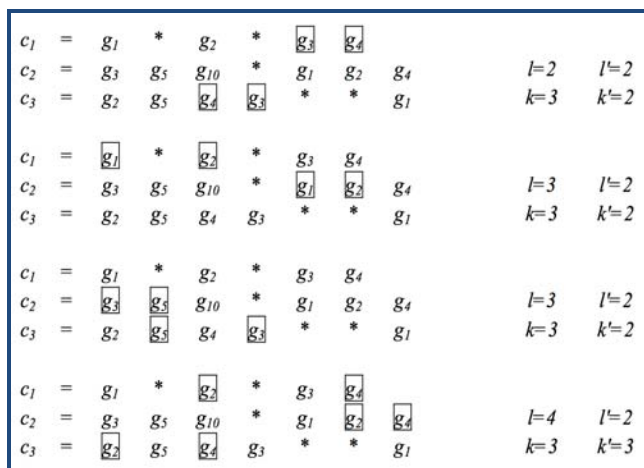 c₁ = g₁ * g₂ * g₃ g₄
c₂ = g₃ g₅ g₁₀ * g₁ g₂ g₄ l=2 l'=2
c₃ = g₂ g₅ g₄ g₃ * * g₁ k=3 k'=2
c₁ = g₁ * g₂ * g₃ g₄
c₂ = g₃ g₅ g₁₀ * g₁ g₂ g₄ l=3 l'=2
c₃ = g₂ g₅ g₄ g₃ * * g₁ k=3 k'=2
c₁ = g₁ * g₂ * g₃ g₄
c₂ = g₃ g₅ g₁₀ * g₁ g₂ g₄ l=3 l'=2
c₃ = g₂ g₅ g₄ g₃ * * g₁ k=3 k'=2
c₁ = g₁ * g₂ * g₃ g₄
c₂ = g₃ g₅ g₁₀ * g₁ g₂ g₄ l=4 l'=2
c₃ = g₂ g₅ g₄ g₃ * * g₁ k=3 k'=3